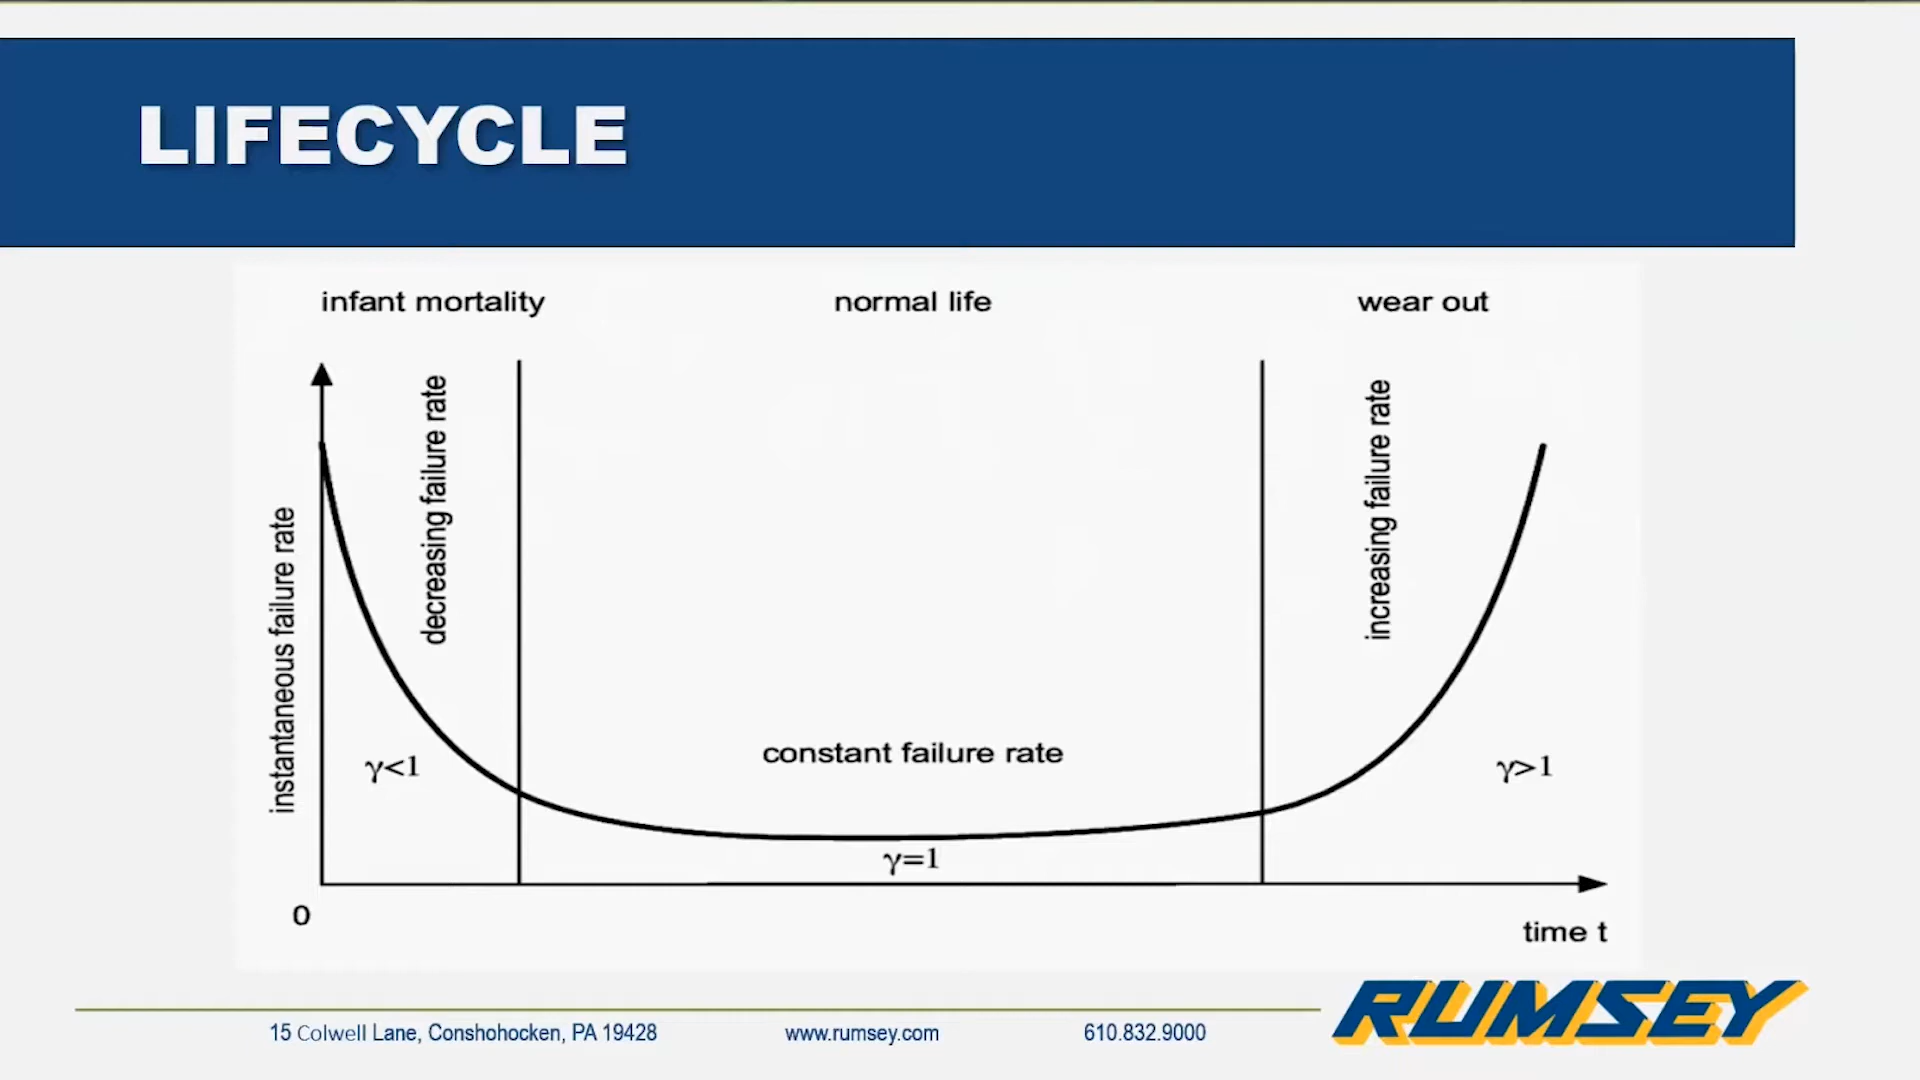 LIFECYCLE
infant mortality
normal life
wear out
instantaneous failure rate
decreasing failure rate
increasing failure rate
constant failure rate
γ<1
γ=1
γ>1
0
time t
15 Colwell Lane, Conshohocken, PA 19428
www.rumsey.com
610.832.9000
RUMSEY